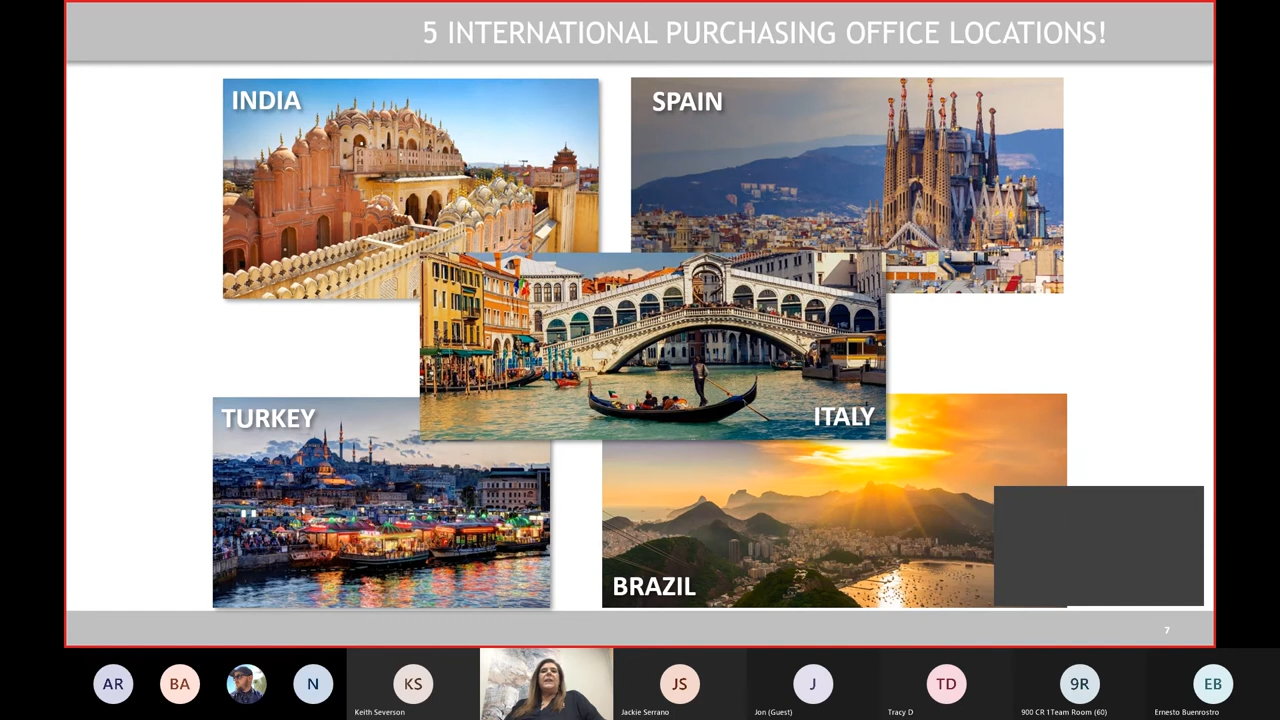 5 INTERNATIONAL PURCHASING OFFICE LOCATIONS!
INDIA
SPAIN
ITALY
TURKEY
BRAZIL
7
AR
BA
N
KS
JS
J
TD
9R
EB
Keith Severson
Jackie Serrano
Jon (Guest)
Tracy D
900 CR 1Team Room (60)
Ernesto Buenrostro